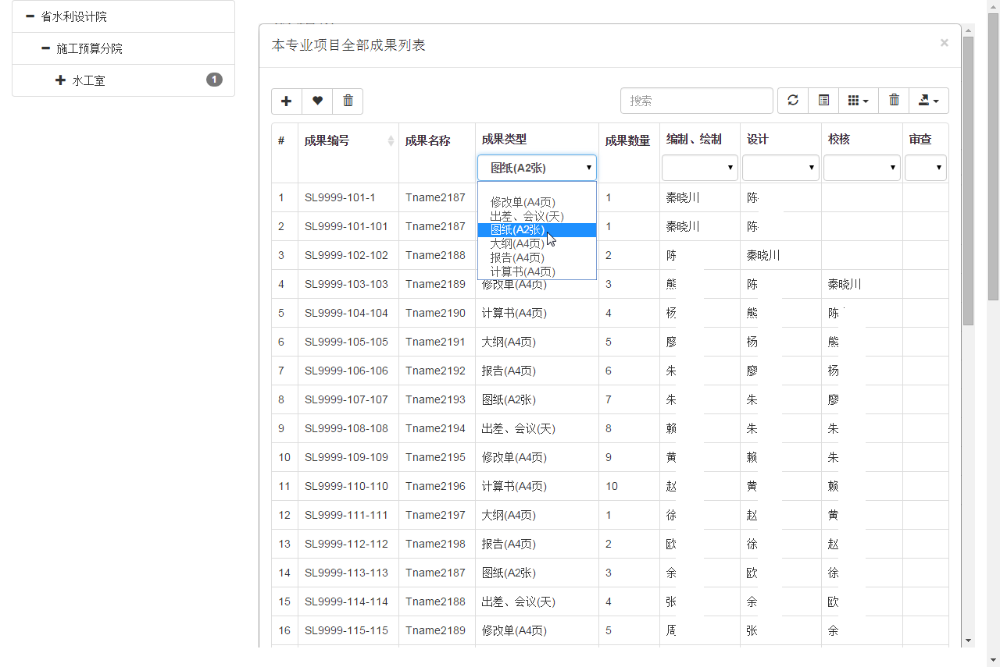 省水利设计院
施工预算分院
水工室 1
本专业项目全部成果列表 ×
搜索
# 成果编号 成果名称 成果类型 成果数量 编制、绘制 设计 校核 审查
图纸(A2张)
修改单(A4页)
出差、会议(天)
图纸(A2张)
大纲(A4页)
报告(A4页)
计算书(A4页)
1 SL9999-101-1 Tname2187 1 秦晓川 陈
2 SL9999-101-101 Tname2187 1 秦晓川 陈
3 SL9999-102-102 Tname2188 2 陈 秦晓川
4 SL9999-103-103 Tname2189 修改单(A4页) 3 熊 陈 秦晓川
5 SL9999-104-104 Tname2190 计算书(A4页) 4 杨 熊 陈
6 SL9999-105-105 Tname2191 大纲(A4页) 5 廖 杨 熊
7 SL9999-106-106 Tname2192 报告(A4页) 6 朱 廖 杨
8 SL9999-107-107 Tname2193 图纸(A2张) 7 朱 朱 廖
9 SL9999-108-108 Tname2194 出差、会议(天) 8 赖 朱 朱
10 SL9999-109-109 Tname2195 修改单(A4页) 9 黄 赖 朱
11 SL9999-110-110 Tname2196 计算书(A4页) 10 赵 黄 赖
12 SL9999-111-111 Tname2197 大纲(A4页) 1 徐 赵 黄
13 SL9999-112-112 Tname2198 报告(A4页) 2 欧 徐 赵
14 SL9999-113-113 Tname2187 图纸(A2张) 3 余 欧 徐
15 SL9999-114-114 Tname2188 出差、会议(天) 4 张 余 欧
16 SL9999-115-115 Tname2189 修改单(A4页) 5 周 张 余